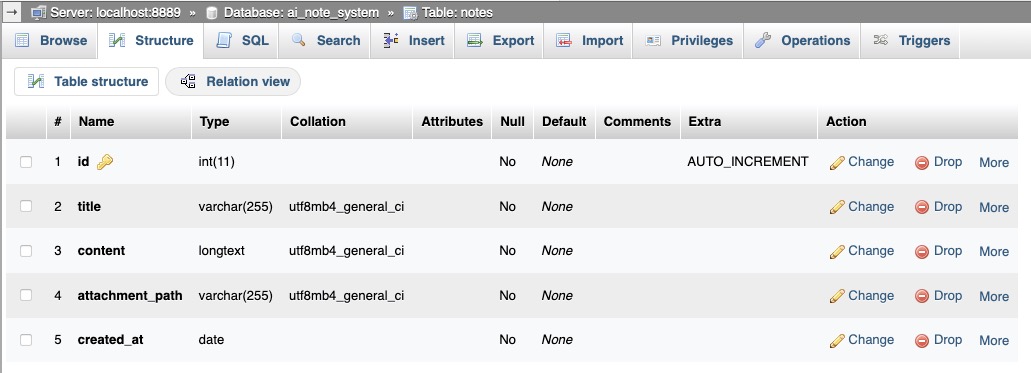 Server: localhost:8889 » Database: ai_note_system » Table: notes
Browse Structure SQL Search Insert Export Import Privileges Operations Triggers
Table structure Relation view
# Name Type Collation Attributes Null Default Comments Extra Action
1 id int(11) No None AUTO_INCREMENT Change Drop More
2 title varchar(255) utf8mb4_general_ci No None Change Drop More
3 content longtext utf8mb4_general_ci No None Change Drop More
4 attachment_path varchar(255) utf8mb4_general_ci No None Change Drop More
5 created_at date No None Change Drop More